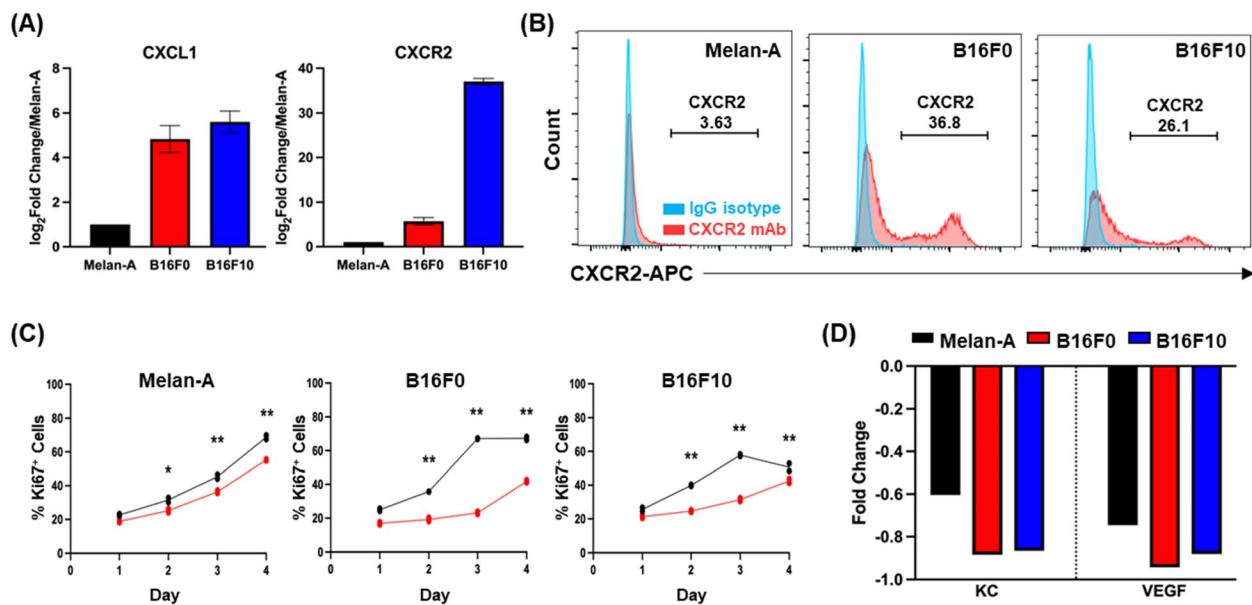 (A)
CXCL1
log₂Fold Change/Melan-A
8
6
4
2
0
Melan-A B16F0 B16F10
CXCR2
log₂Fold Change/Melan-A
40
30
20
10
0
Melan-A B16F0 B16F10
(B)
Count
Melan-A
CXCR2
3.63
IgG isotype
CXCR2 mAb
B16F0
CXCR2
36.8
B16F10
CXCR2
26.1
CXCR2-APC
(C)
Melan-A
% Ki67⁺ Cells
100
80
60
40
20
0
* ** **
0 1 2 3 4
Day
B16F0
% Ki67⁺ Cells
100
80
60
40
20
0
** ** **
0 1 2 3 4
Day
B16F10
% Ki67⁺ Cells
100
80
60
40
20
0
** ** **
0 1 2 3 4
Day
(D)
Melan-A B16F0 B16F10
Fold Change
0.0
-0.2
-0.4
-0.6
-0.8
-1.0
KC VEGF